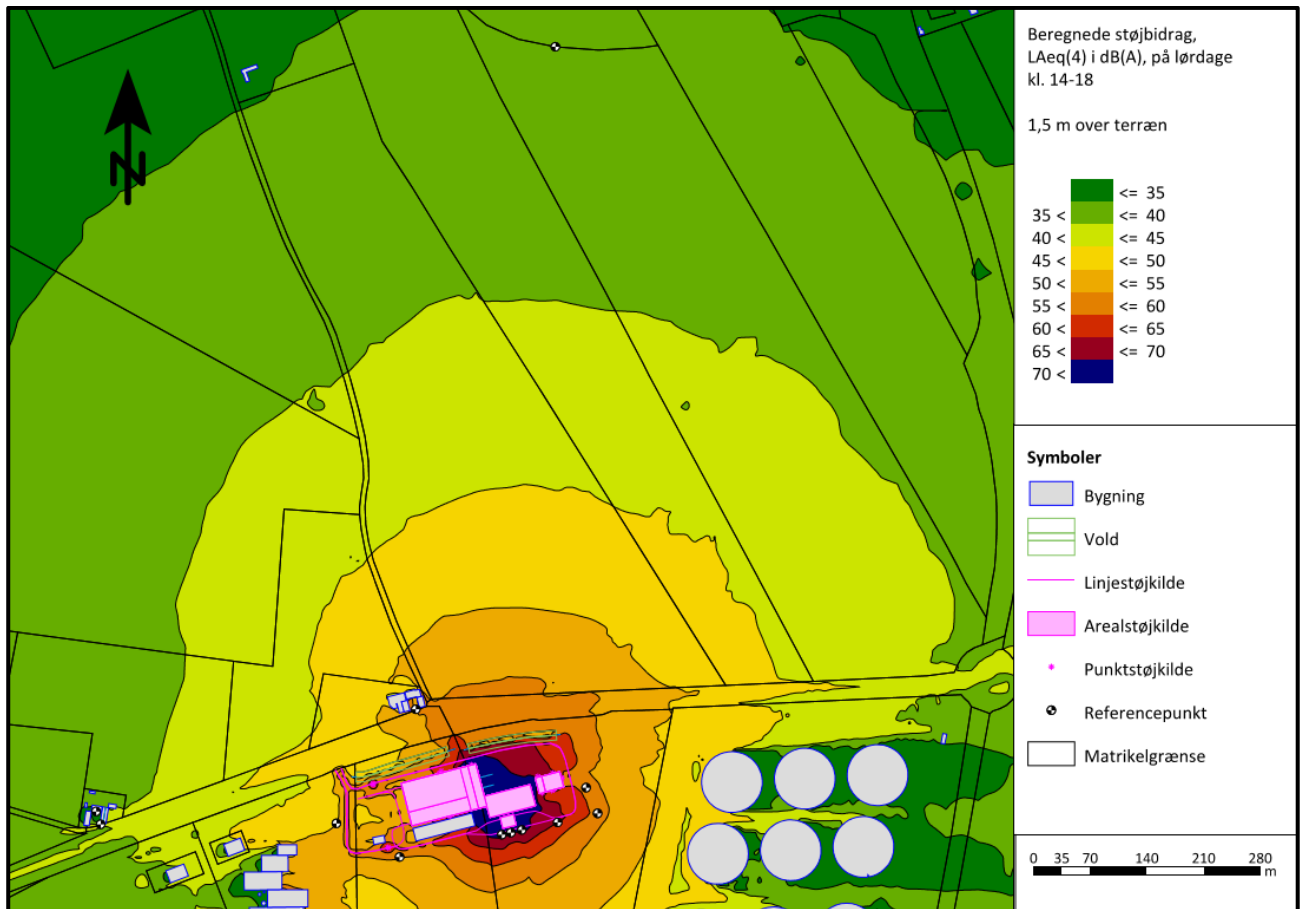 N
Beregnede støjbidrag,
LAeq(4) i dB(A), på lørdage
kl. 14-18
1,5 m over terræn
<= 35
35 < <= 40
40 < <= 45
45 < <= 50
50 < <= 55
55 < <= 60
60 < <= 65
65 < <= 70
70 <
Symboler
Bygning
Vold
Linjestøjkilde
Arealstøjkilde
Punktstøjkilde
Referencepunkt
Matrikelgrænse
0 35 70 140 210 280
m